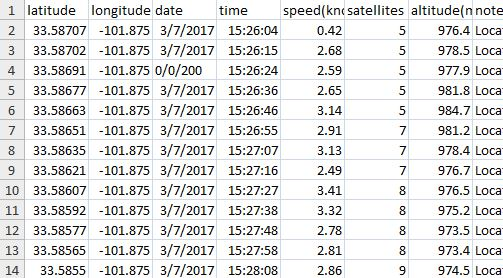 1 latitude longitude date time speed(kn satellites altitude(n note
2 33.58707 -101.875 3/7/2017 15:26:04 0.42 5 976.4 Loca
3 33.58702 -101.875 3/7/2017 15:26:15 2.68 5 978.5 Loca
4 33.58691 -101.875 0/0/200 15:26:24 2.59 5 977.9 Loca
5 33.58677 -101.875 3/7/2017 15:26:36 2.65 5 981.8 Loca
6 33.58663 -101.875 3/7/2017 15:26:46 3.14 5 984.7 Loca
7 33.58651 -101.875 3/7/2017 15:26:55 2.91 7 981.2 Loca
8 33.58635 -101.875 3/7/2017 15:27:07 3.13 7 978.4 Loca
9 33.58621 -101.875 3/7/2017 15:27:16 2.49 7 976.7 Loca
10 33.58607 -101.875 3/7/2017 15:27:27 3.41 8 976.5 Loca
11 33.58592 -101.875 3/7/2017 15:27:38 3.32 8 975.2 Loca
12 33.58577 -101.875 3/7/2017 15:27:48 2.78 8 973.5 Loca
13 33.58565 -101.875 3/7/2017 15:27:58 2.81 8 973.4 Loca
14 33.5855 -101.875 3/7/2017 15:28:08 2.86 9 974.5 Loca